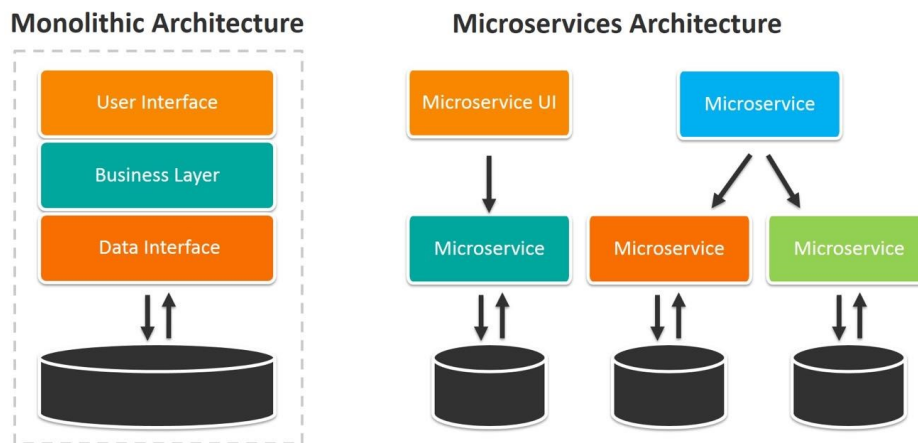 Monolithic Architecture
Microservices Architecture
User Interface
Business Layer
Data Interface
Microservice UI
Microservice
Microservice
Microservice
Microservice